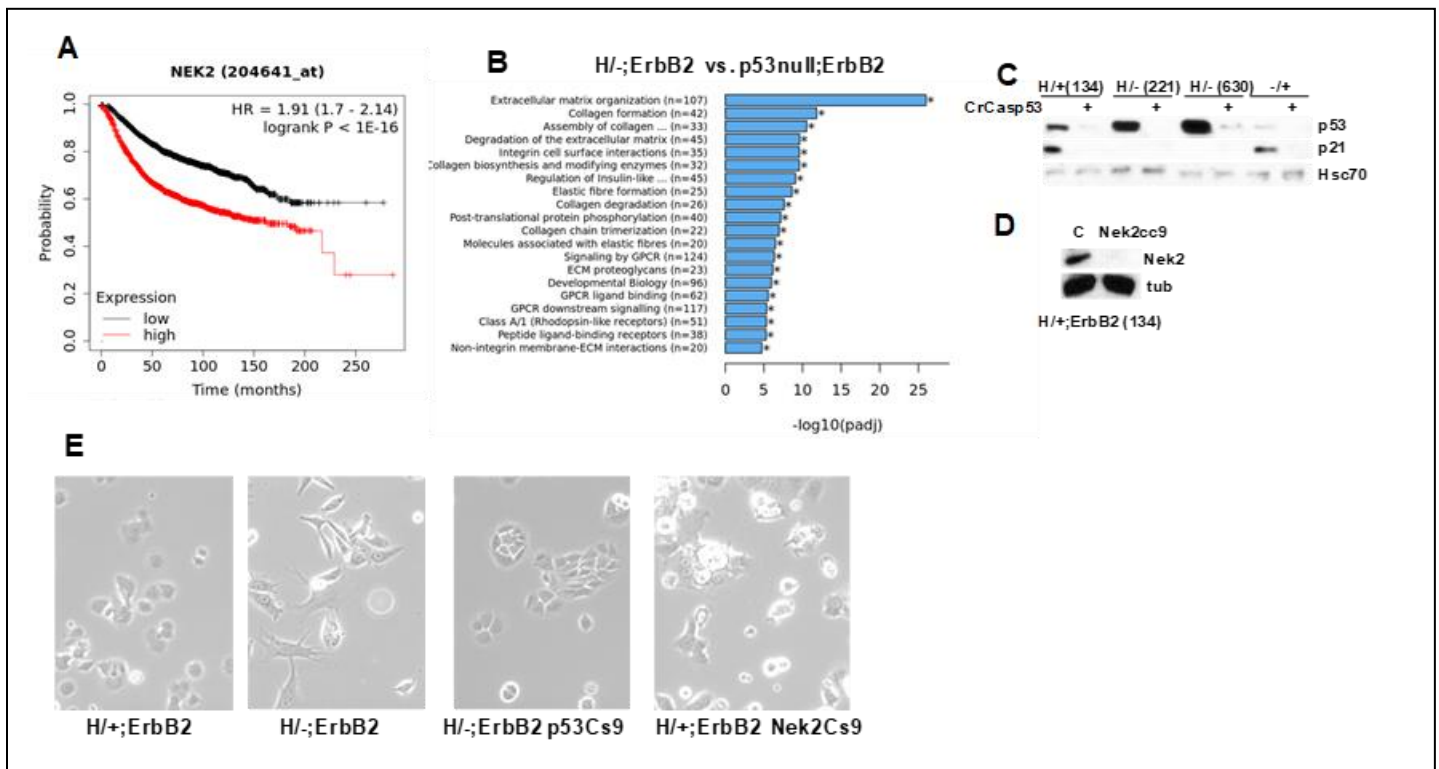 A
NEK2 (204641_at)
HR = 1.91 (1.7 - 2.14)
logrank P < 1E-16
Probability
1.0
0.8
0.6
0.4
0.2
0.0
Expression
low
high
0 50 100 150 200 250
Time (months)
B
H/-;ErbB2 vs. p53null;ErbB2
Extracellular matrix organization (n=107)
Collagen formation (n=42)
Assembly of collagen ... (n=33)
Degradation of the extracellular matrix (n=45)
Integrin cell surface interactions (n=35)
Collagen biosynthesis and modifying enzymes (n=32)
Regulation of Insulin-like ... (n=45)
Elastic fibre formation (n=25)
Collagen degradation (n=26)
Post-translational protein phosphorylation (n=40)
Collagen chain trimerization (n=22)
Molecules associated with elastic fibres (n=20)
Signaling by GPCR (n=124)
ECM proteoglycans (n=23)
Developmental Biology (n=96)
GPCR ligand binding (n=62)
GPCR downstream signalling (n=117)
Class A/1 (Rhodopsin-like receptors) (n=51)
Peptide ligand-binding receptors (n=38)
Non-integrin membrane-ECM interactions (n=20)
* * * * * * * * * * * * * * * * * * * *
0 5 10 15 20 25
-log10(padj)
C
H/+(134) H/- (221) H/- (630) -/+
CrCasp53 + + + +
p53
p21
Hsc70
D
C Nek2cc9
Nek2
tub
H/+;ErbB2 (134)
E
H/+;ErbB2
H/-;ErbB2
H/-;ErbB2 p53Cs9
H/+;ErbB2 Nek2Cs9